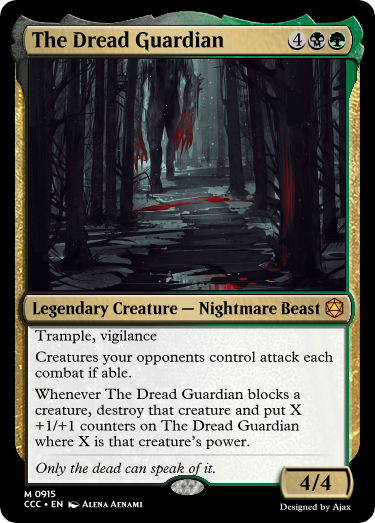 The Dread Guardian 4
Legendary Creature — Nightmare Beast
Trample, vigilance
Creatures your opponents control attack each
combat if able.
Whenever The Dread Guardian blocks a
creature, destroy that creature and put X
+1/+1 counters on The Dread Guardian
where X is that creature's power.
Only the dead can speak of it.
4/4
M 0915
CCC • EN Alena Aenami
Designed by Ajax